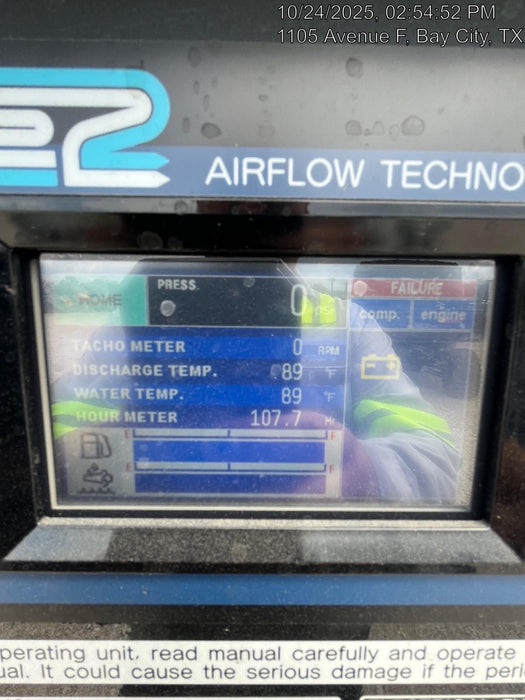 10/24/2025, 02:54:52 PM
1105 Avenue F, Bay City, TX
e2
AIRFLOW TECHNO
HOME
PRESS.
0 psi
FAILURE
comp. engine
TACHO METER 0 RPM
DISCHARGE TEMP. 89 °F
WATER TEMP. 89 °F
HOUR METER 107.7 Hr
E F
E F
perating unit, read manual carefully and operate
ual. It could cause the serious damage if the peri